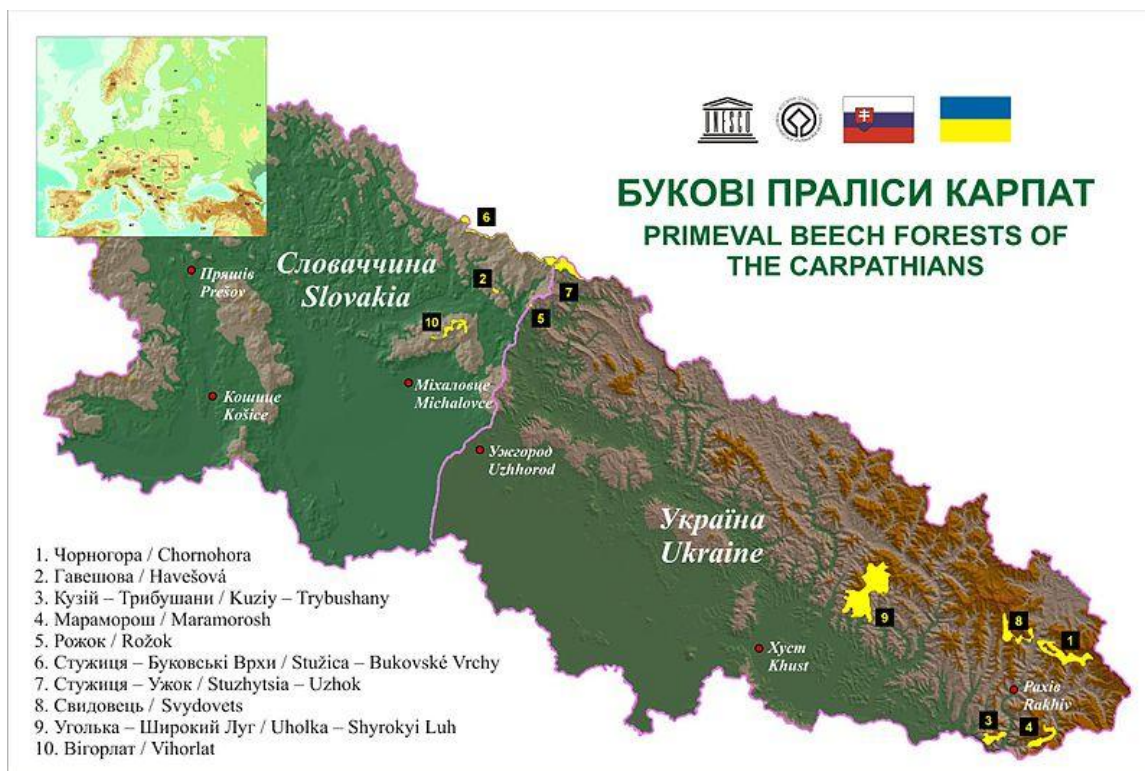 UNESCO
БУКОВІ ПРАЛІСИ КАРПАТ
PRIMEVAL BEECH FORESTS OF
THE CARPATHIANS
6
Словаччина
Slovakia
2
7
5
10
Пряшів
Prešov
Міхаловце
Michalovce
Кошице
Košice
Ужгород
Uzhhorod
Україна
Ukraine
9
8
1
Хуст
Khust
Рахів
Rakhiv
3
4
1. Чорногора / Chornohora
2. Гавешова / Havešová
3. Кузій – Трибушани / Kuziy – Trybushany
4. Мараморош / Maramorosh
5. Рожок / Rožok
6. Стужиця – Буковські Врхи / Stužica – Bukovské Vrchy
7. Стужиця – Ужок / Stuzhytsia – Uzhok
8. Свидовець / Svydovets
9. Уголька – Широкий Луг / Uholka – Shyrokyi Luh
10. Вігорлат / Vihorlat